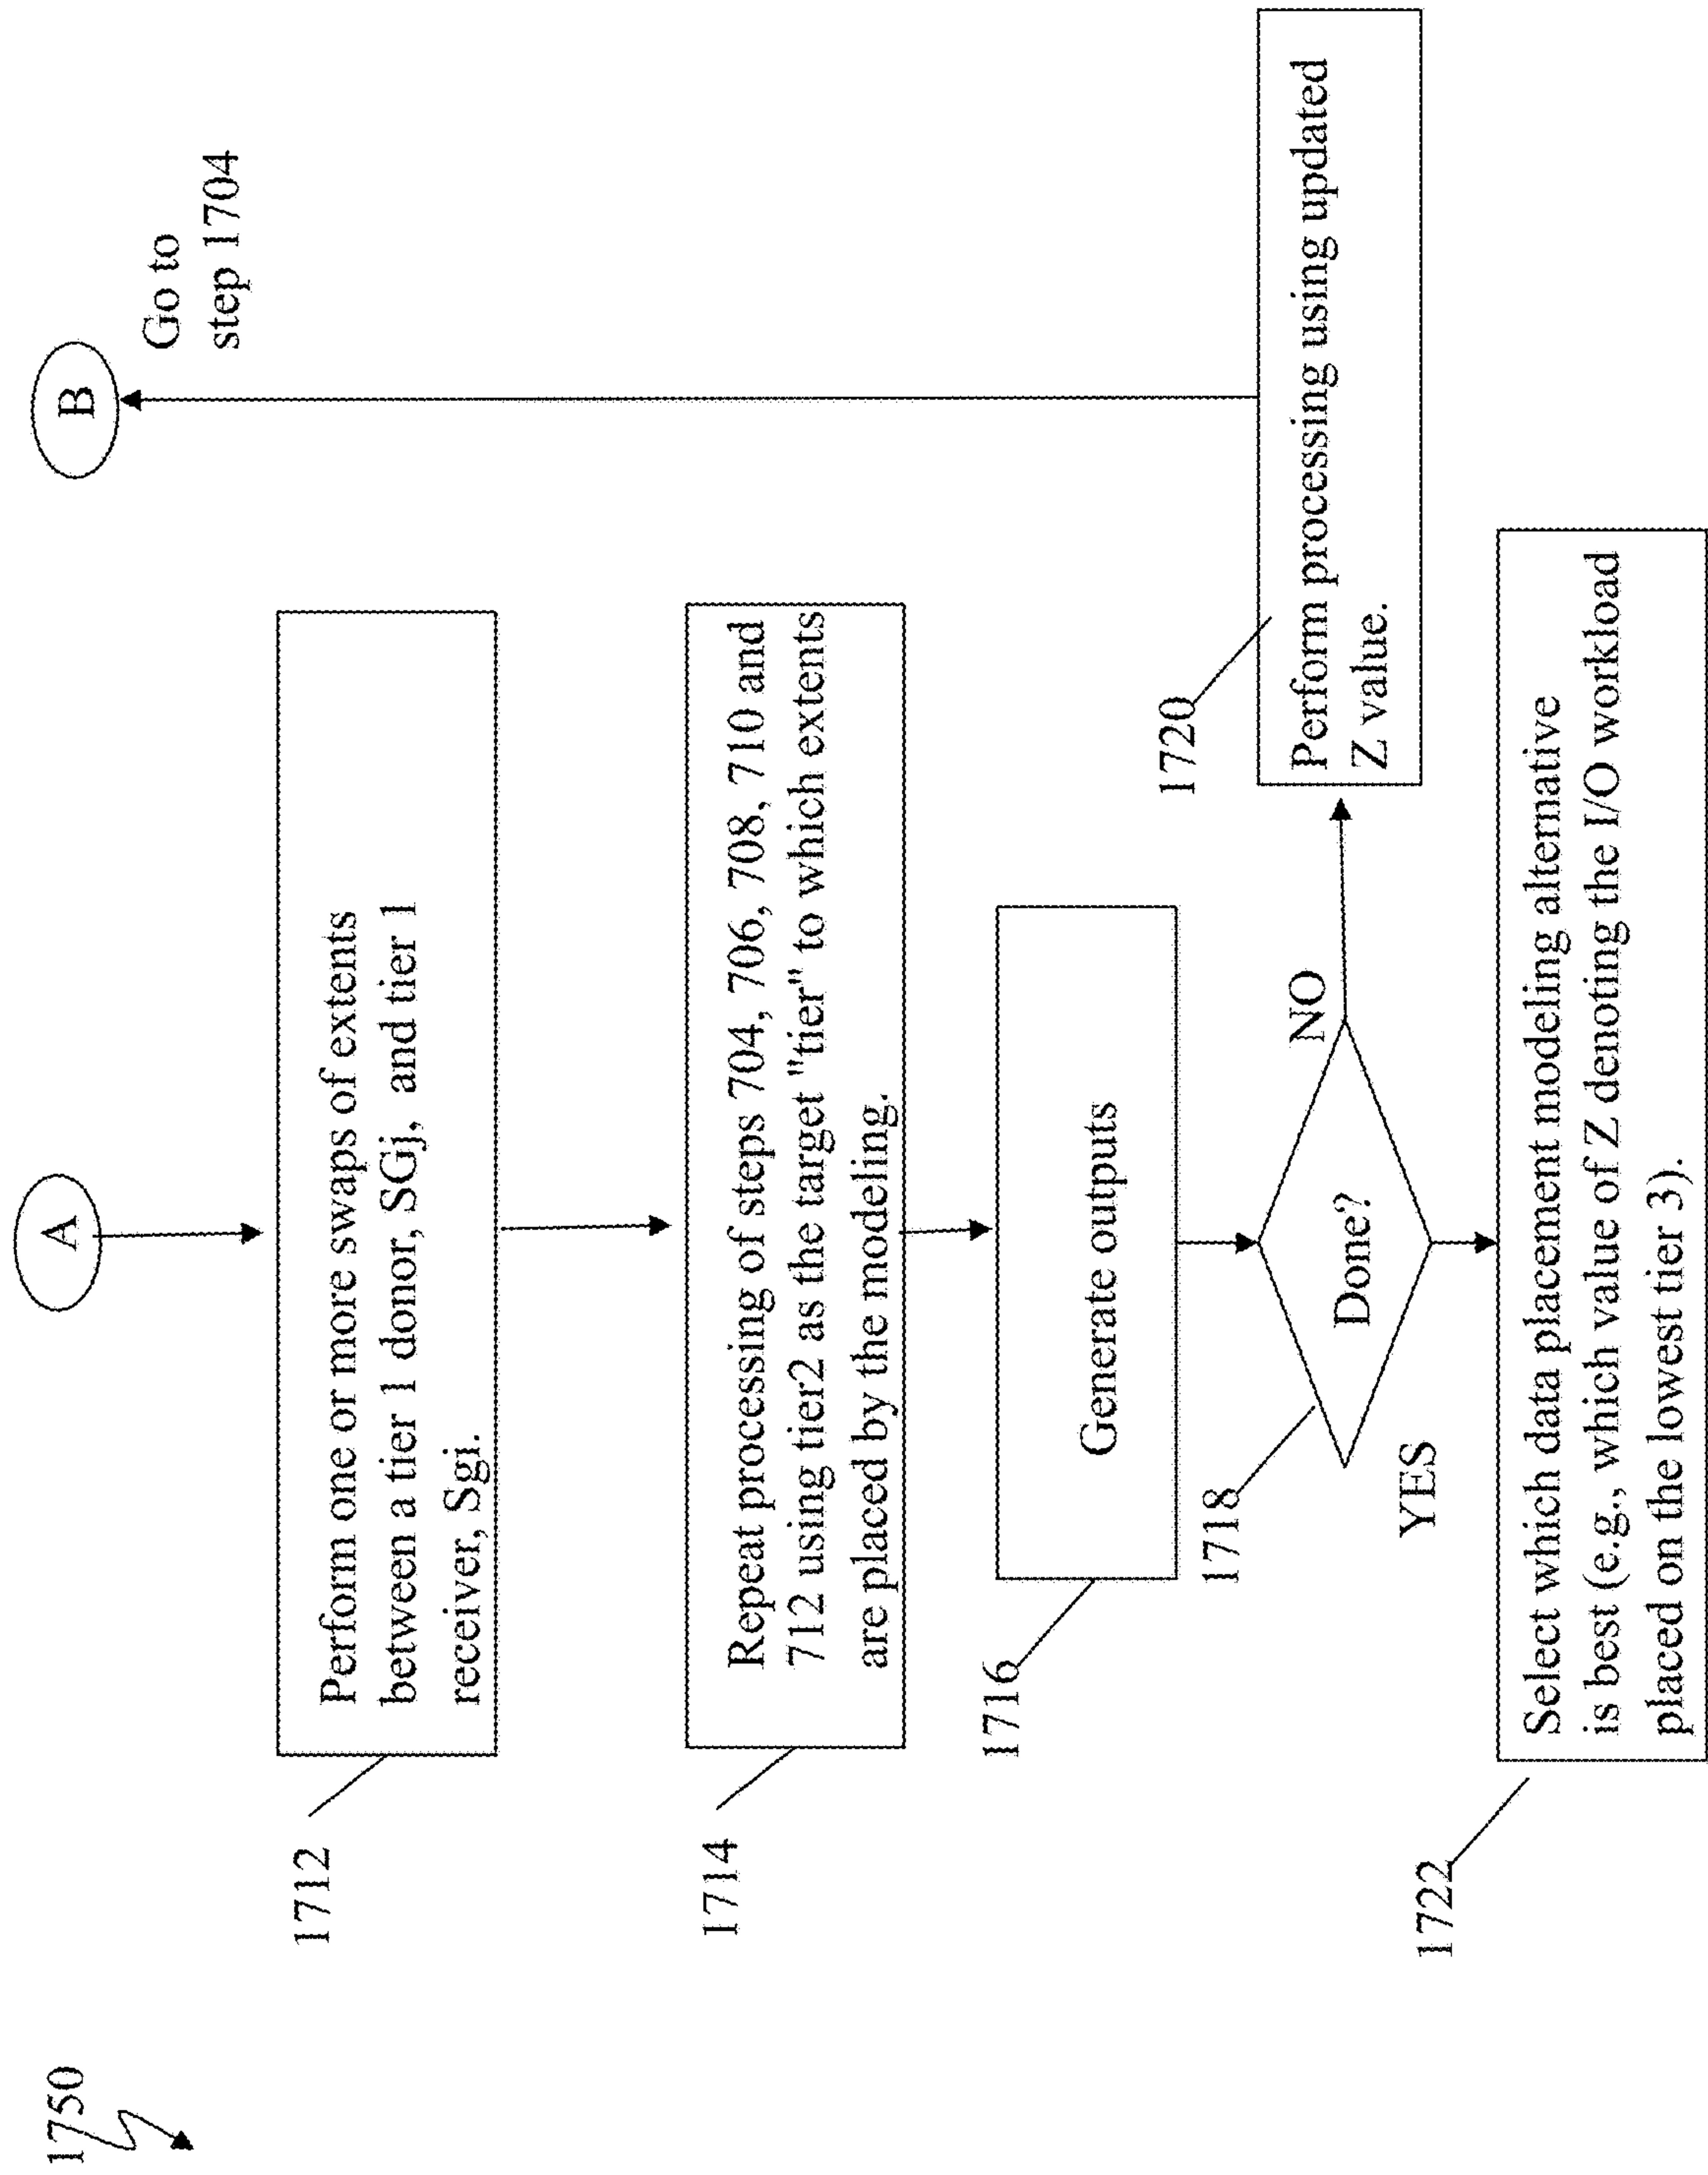 1750
A
B
Go to
step 1704
1712
Perform one or more swaps of extents
between a tier 1 donor, SGj, and tier 1
receiver, Sgi.
1714
Repeat processing of steps 704, 706, 708, 710 and
712 using tier2 as the target "tier" to which extents
are placed by the modeling.
1716
Generate outputs
1718
Done?
NO
YES
1720
Perform processing using updated
Z value.
1722
Select which data placement modeling alternative
is best (e.g., which value of Z denoting the I/O workload
placed on the lowest tier 3).